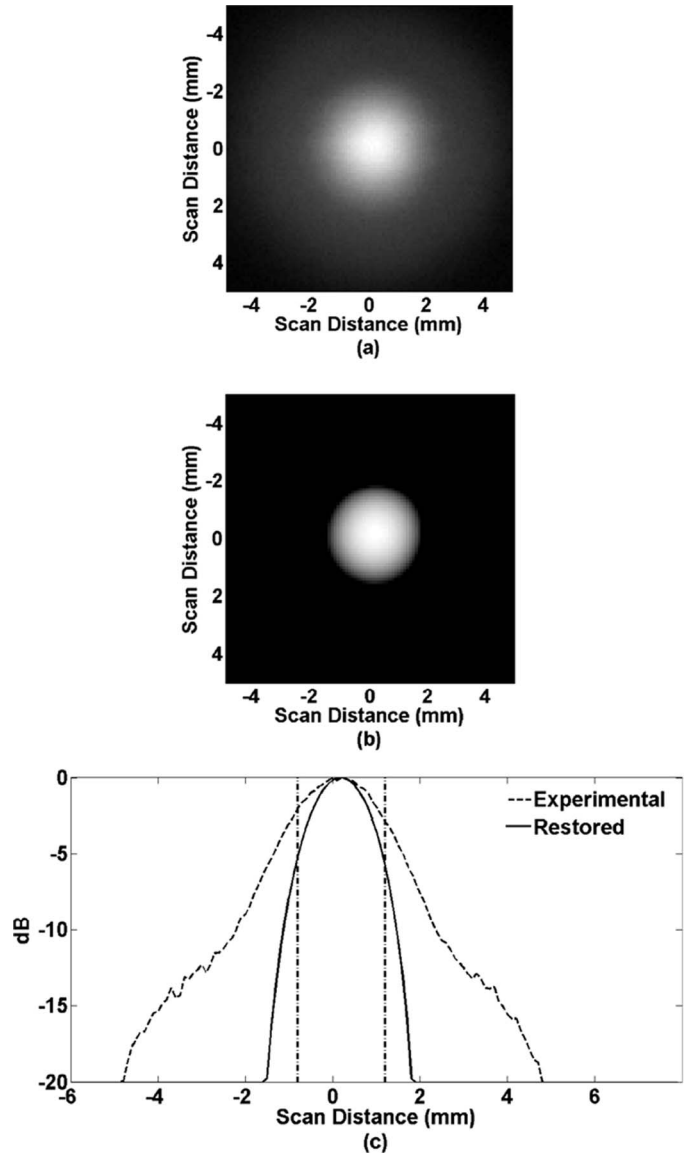 -4
-2
0
2
4
Scan Distance (mm)
-4 -2 0 2 4
Scan Distance (mm)
(a)
-4
-2
0
2
4
Scan Distance (mm)
-4 -2 0 2 4
Scan Distance (mm)
(b)
0
-5
-10
-15
-20
dB
Experimental
Restored
-6 -4 -2 0 2 4 6
Scan Distance (mm)
(c)